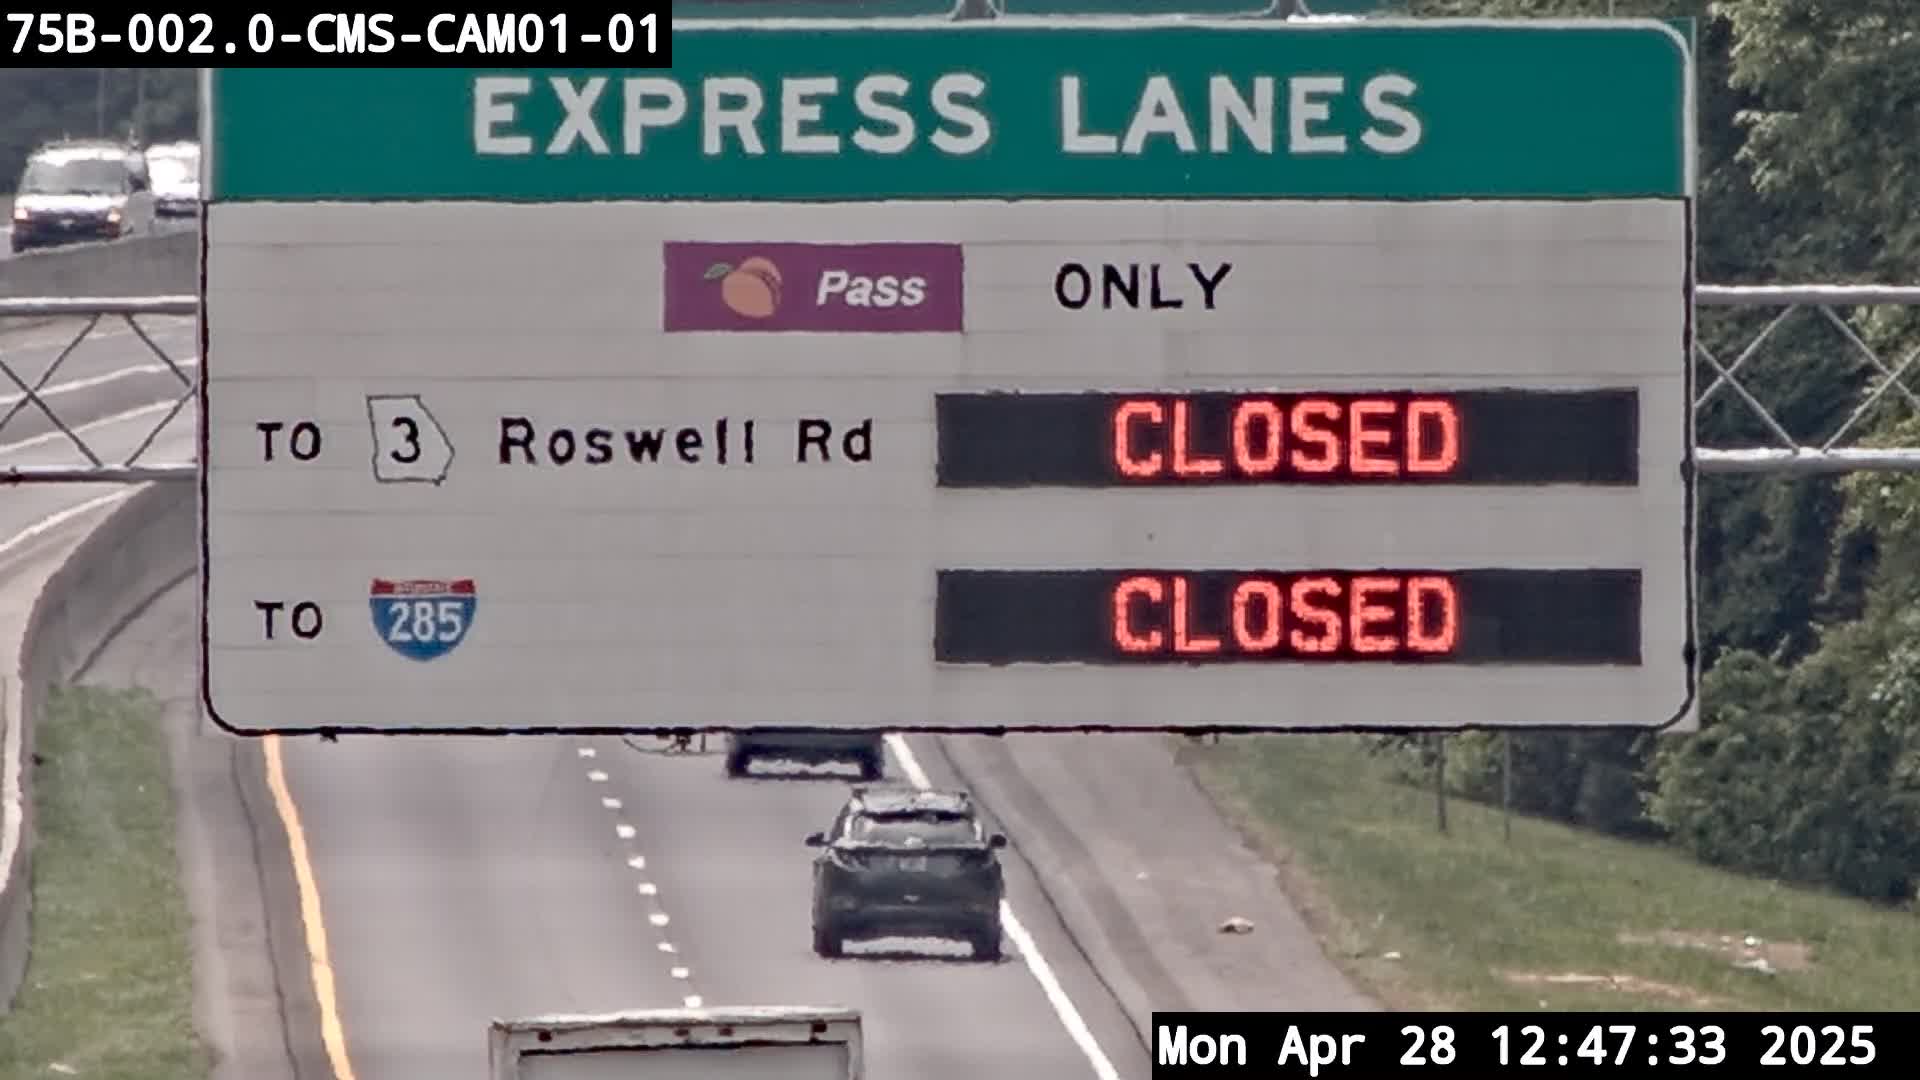 75B-002.0-CMS-CAM01-01
EXPRESS LANES
Pass ONLY
TO 3 Roswell Rd CLOSED
TO INTERSTATE 285 CLOSED
Mon Apr 28 12:47:33 2025